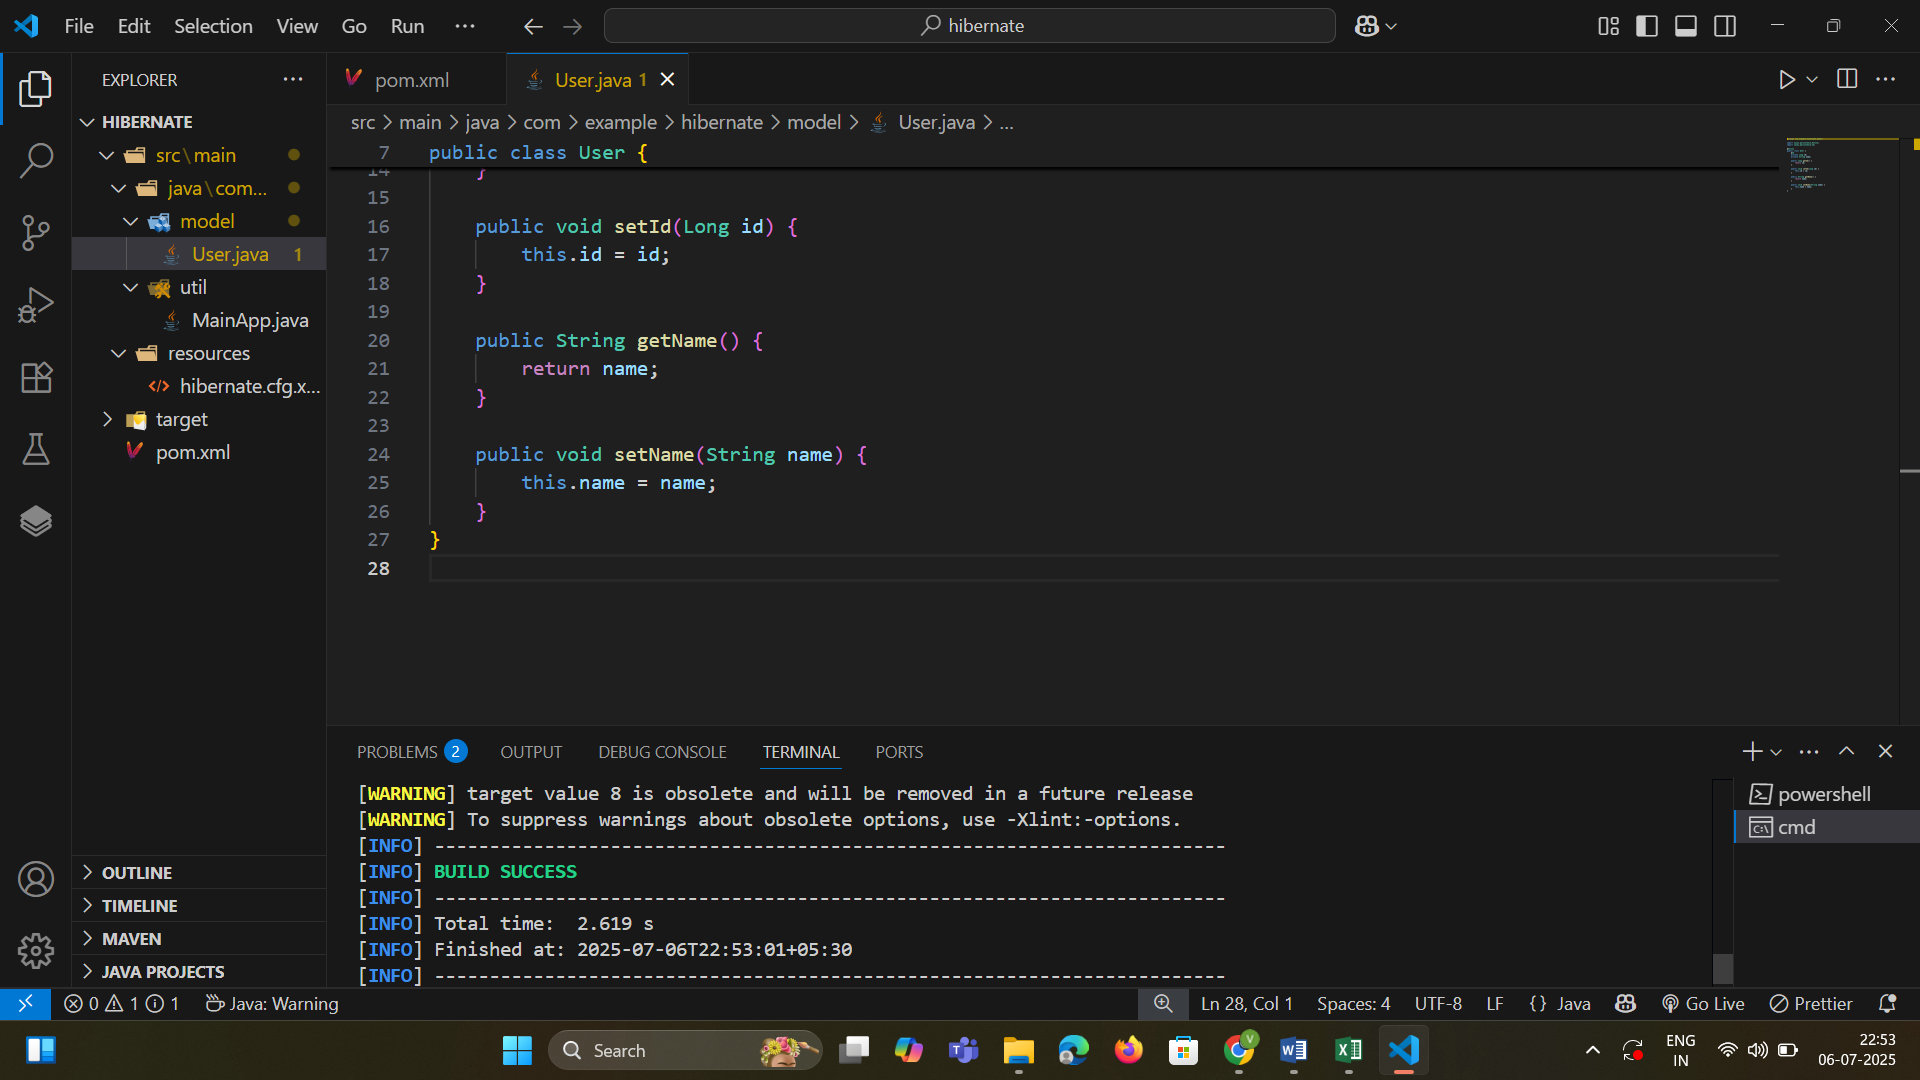 File Edit Selection View Go Run ···
hibernate
EXPLORER
HIBERNATE
src\main
java\com...
model
User.java 1
util
MainApp.java
resources
hibernate.cfg.x...
target
pom.xml
OUTLINE
TIMELINE
MAVEN
JAVA PROJECTS
pom.xml
User.java 1
src > main > java > com > example > hibernate > model > User.java > ...
7 public class User {
14 }
15
16 public void setId(Long id) {
17 this.id = id;
18 }
19
20 public String getName() {
21 return name;
22 }
23
24 public void setName(String name) {
25 this.name = name;
26 }
27 }
28
PROBLEMS 2 OUTPUT DEBUG CONSOLE TERMINAL PORTS
[WARNING] target value 8 is obsolete and will be removed in a future release
[WARNING] To suppress warnings about obsolete options, use -Xlint:-options.
[INFO] ------------------------------------------------------------------------
[INFO] BUILD SUCCESS
[INFO] ------------------------------------------------------------------------
[INFO] Total time:  2.619 s
[INFO] Finished at: 2025-07-06T22:53:01+05:30
[INFO] ------------------------------------------------------------------------
powershell
cmd
0 1 1 Java: Warning Ln 28, Col 1 Spaces: 4 UTF-8 LF {} Java Go Live Prettier
Search
ENG
IN
22:53
06-07-2025